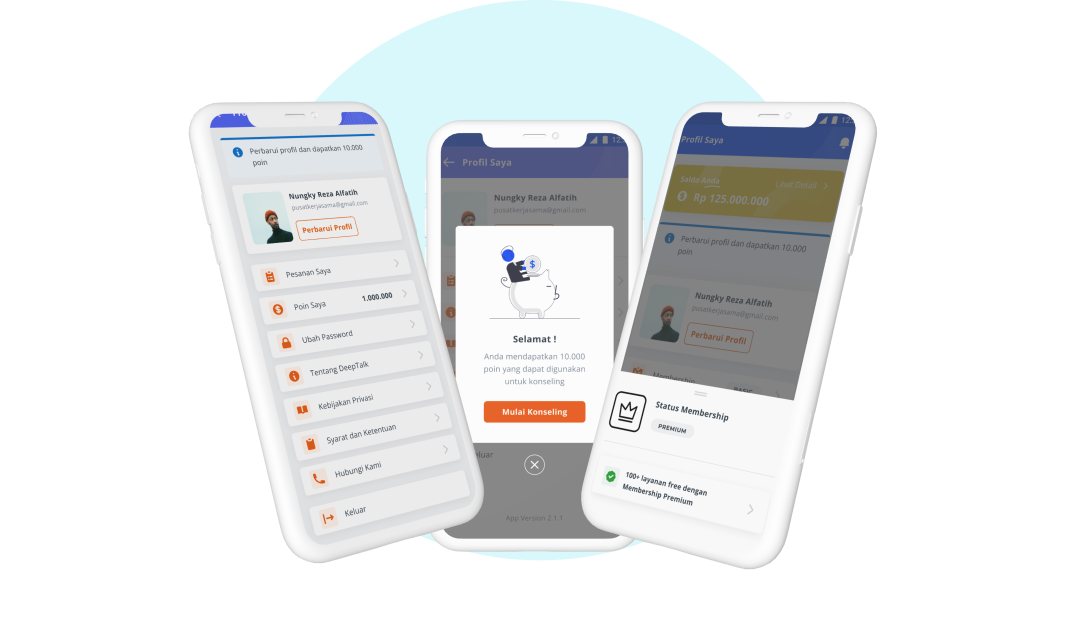 Perbarui profil dan dapatkan 10.000
poin
Nungky Reza Alfatih
pusatkerjasama@gmail.com
Perbarui Profil
Pesanan Saya
Poin Saya
1.000.000
Ubah Password
Tentang DeepTalk
Kebijakan Privasi
Syarat dan Ketentuan
Hubungi Kami
Keluar
12:
Profil Saya
Nungky Reza Alfatih
pusatkerjasama@gmail.com
$
Selamat !
Anda mendapatkan 10.000
poin yang dapat digunakan
untuk konseling
Mulai Konseling
eluar
App Version 2.1.1
12:
Profil Saya
Saldo Anda
Lihat Detail
Rp 125.000.000
Perbarui profil dan dapatkan 10.000
poin
Nungky Reza Alfatih
pusatkerjasama@gmail.com
Perbarui Profil
Membership
BASIC
Status Membership
PREMIUM
100+ layanan free dengan
Membership Premium